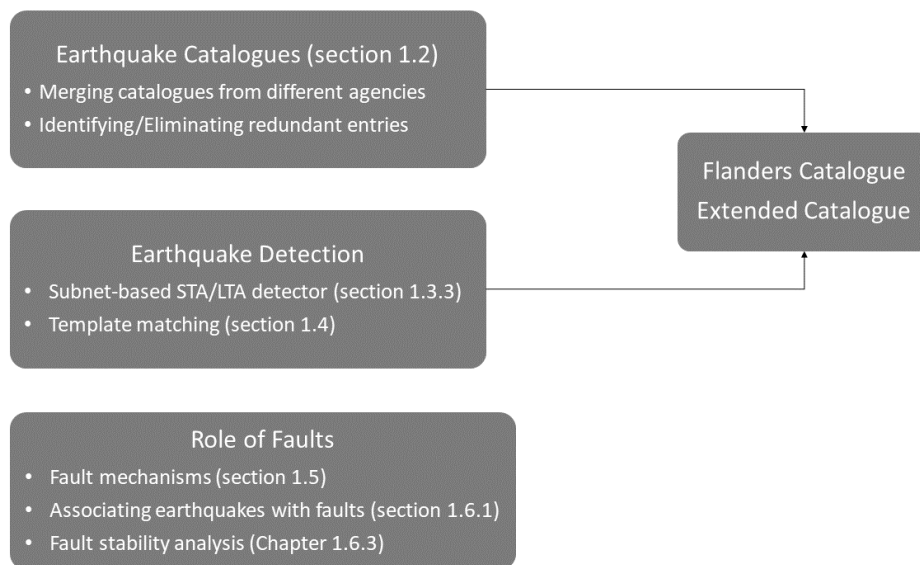 Earthquake Catalogues (section 1.2)
• Merging catalogues from different agencies
• Identifying/Eliminating redundant entries
Flanders Catalogue
Extended Catalogue
Earthquake Detection
• Subnet-based STA/LTA detector (section 1.3.3)
• Template matching (section 1.4)
Role of Faults
• Fault mechanisms (section 1.5)
• Associating earthquakes with faults (section 1.6.1)
• Fault stability analysis (Chapter 1.6.3)